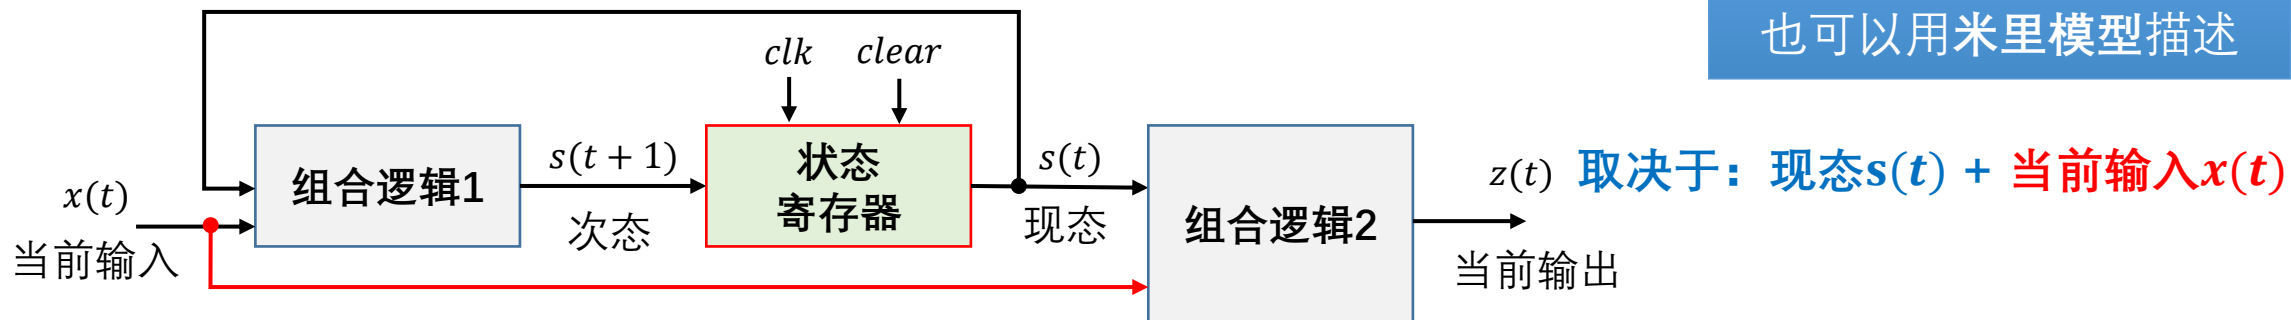 也可以用米里模型描述
clk
clear
x(t)
当前输入
组合逻辑1
s(t + 1)
次态
状态
寄存器
s(t)
现态
组合逻辑2
z(t)
当前输出
取决于：现态s(t) + 当前输入x(t)